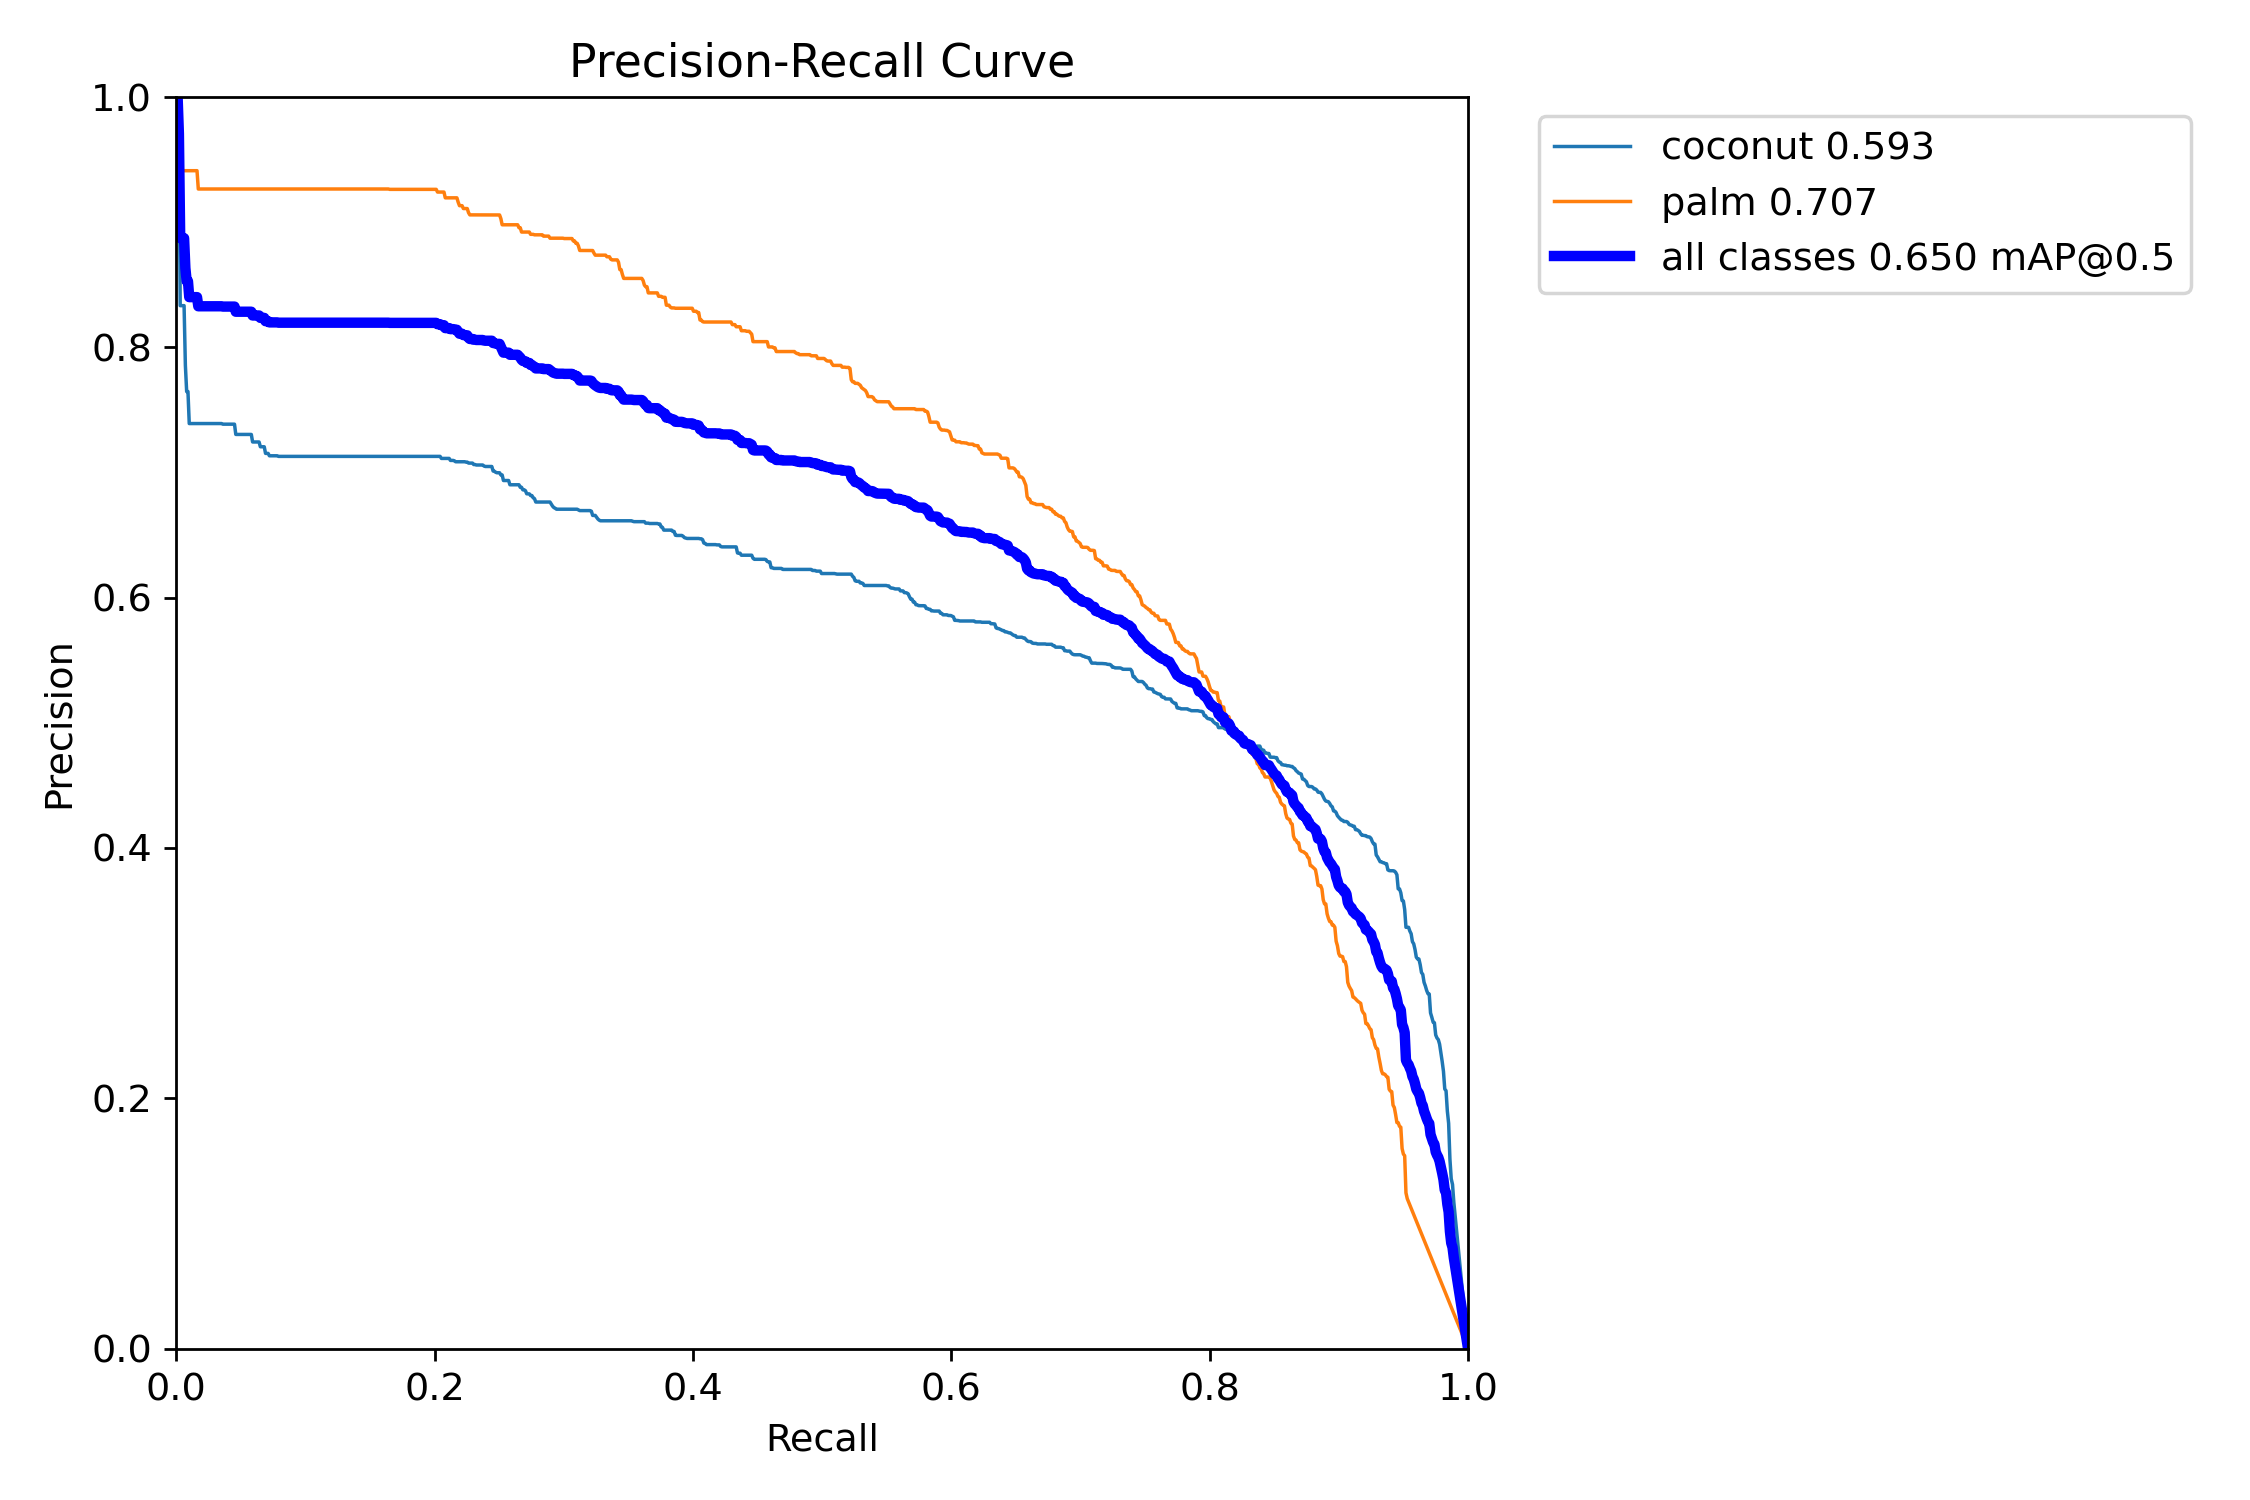 Precision-Recall Curve
coconut 0.593
palm 0.707
all classes 0.650 mAP@0.5
Precision
1.0
0.8
0.6
0.4
0.2
0.0
0.0 0.2 0.4 0.6 0.8 1.0
Recall